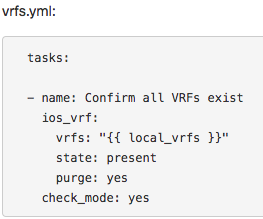 vrfs.yml:
tasks:
- name: Confirm all VRFs exist
ios_vrf:
vrfs: "{{ local_vrfs }}"
state: present
purge: yes
check_mode: yes